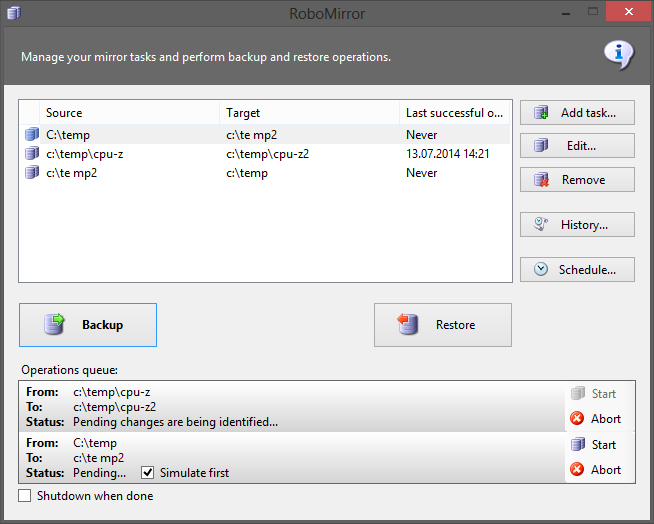 RoboMirror
Manage your mirror tasks and perform backup and restore operations.
Source Target Last successful o...
C:\temp c:\te mp2 Never
c:\temp\cpu-z c:\temp\cpu-z2 13.07.2014 14:21
c:\te mp2 c:\temp Never
Add task...
Edit...
Remove
History...
Schedule...
Backup Restore
Operations queue:
From: c:\temp\cpu-z Start
To: c:\temp\cpu-z2
Status: Pending changes are being identified... Abort
From: C:\temp Start
To: c:\te mp2
Status: Pending... Simulate first Abort
Shutdown when done